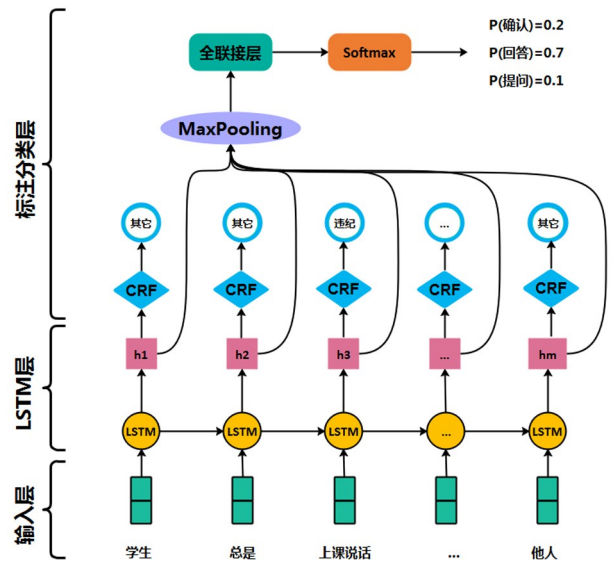 P(确认)=0.2
全联接层
Softmax
P(回答)=0.7
P(提问)=0.1
MaxPooling
标注分类层
其它
其它
违纪
...
其它
CRF
CRF
CRF
CRF
CRF
LSTM层
h1
h2
h3
...
hm
LSTM
LSTM
LSTM
...
LSTM
输入层
学生
总是
上课说话
...
他人